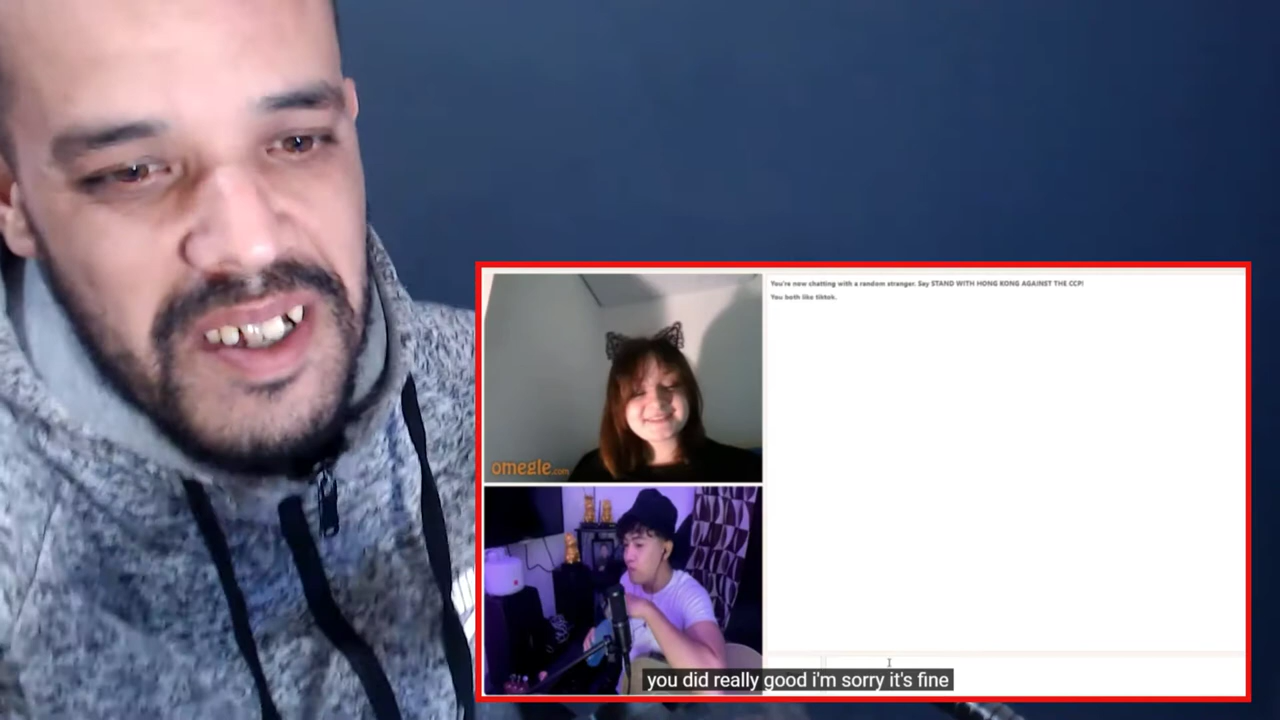 You're now chatting with a random stranger. Say STAND WITH HONG KONG AGAINST THE CCP!
You both like tiktok.
omegle.com
you did really good i'm sorry it's fine